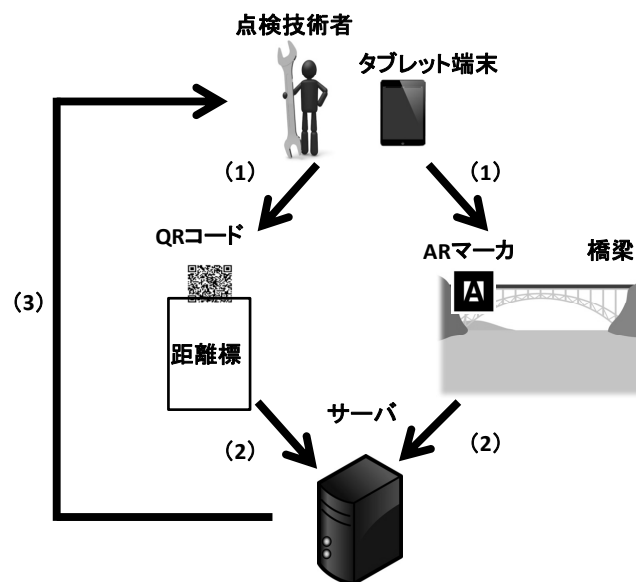 点検技術者
タブレット端末
（1）
（1）
QRコード
ARマーカ
橋梁
A
（3）
距離標
サーバ
（2）
（2）